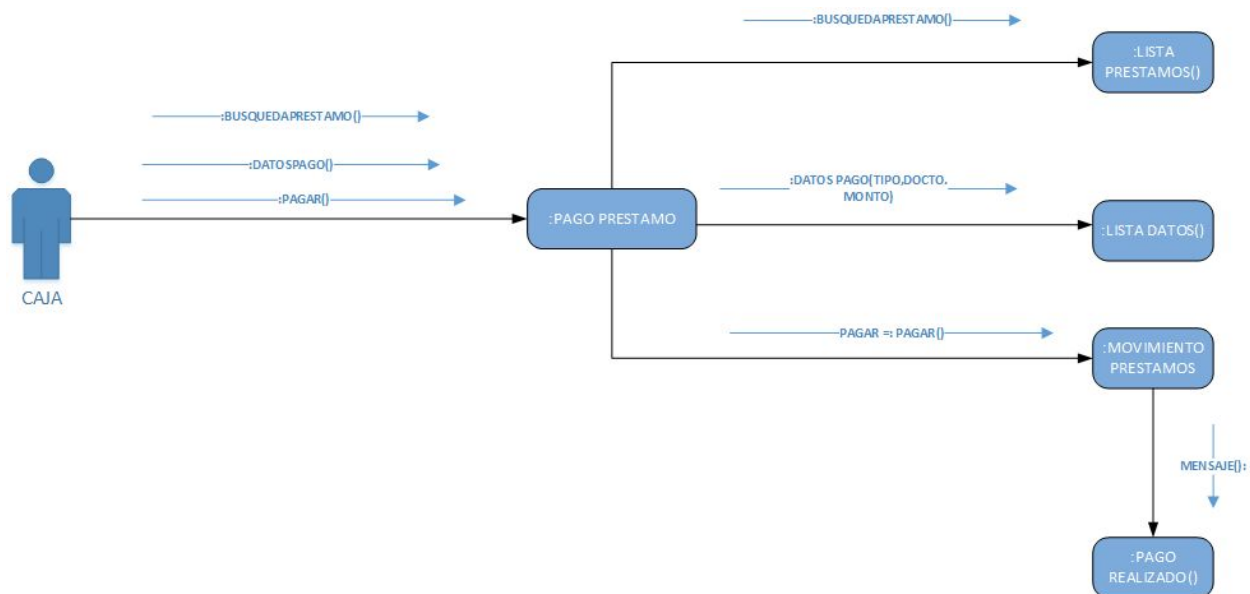 :BUSQUEDAPRESTAMO()
:LISTA
PRESTAMOS()
:BUSQUEDAPRESTAMO()
:DATOSPAGO()
:PAGAR()
CAJA
:PAGO PRESTAMO
:DATOS PAGO(TIPO,DOCTO.
MONTO)
:LISTA DATOS()
PAGAR =: PAGAR()
:MOVIMIENTO
PRESTAMOS
MENSAJE():
:PAGO
REALIZADO()